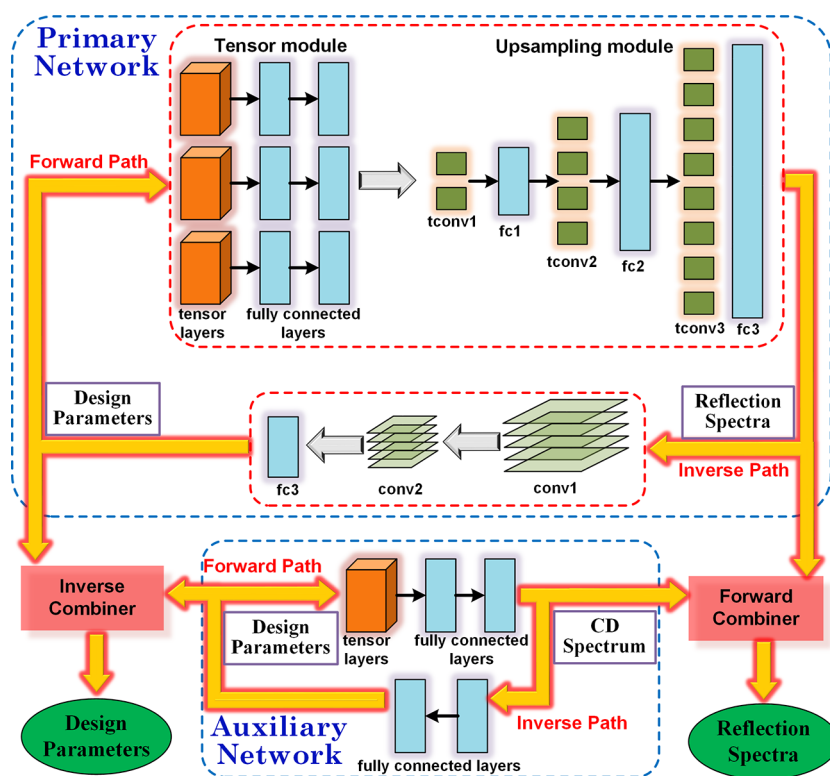 Primary
Network
Tensor module
Upsampling module
Forward Path
tconv1
fc1
tconv2
fc2
tconv3
fc3
tensor
layers
fully connected
layers
Design
Parameters
Reflection
Spectra
Inverse Path
fc3
conv2
conv1
Inverse
Combiner
Forward Path
Design
Parameters
tensor
layers
fully connected
layers
CD
Spectrum
Forward
Combiner
Inverse Path
Auxiliary
Network
fully connected layers
Design
Parameters
Reflection
Spectra